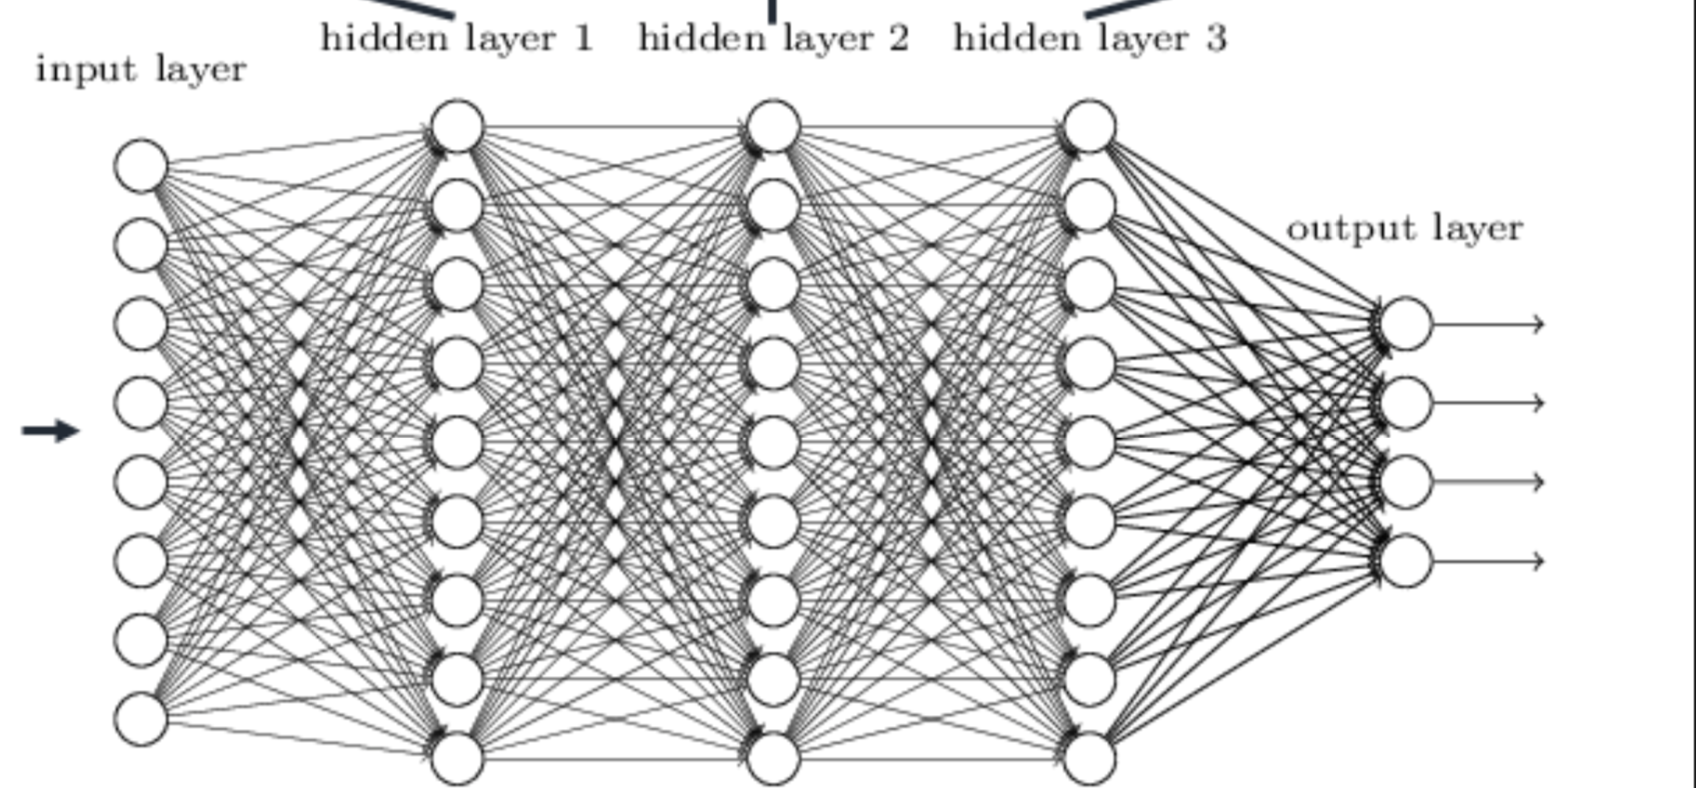 input layer
hidden layer 1
hidden layer 2
hidden layer 3
output layer